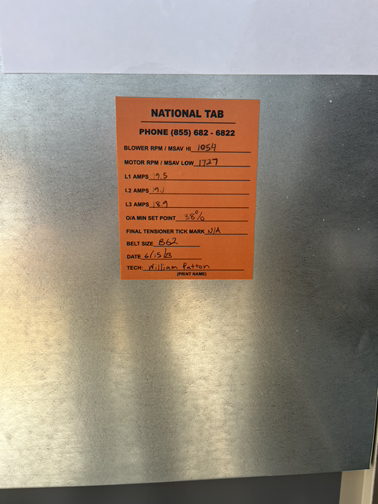 NATIONAL TAB
PHONE (855) 682 - 6822
BLOWER RPM / MSAV HI 1054
MOTOR RPM / MSAV LOW 1727
L1 AMPS 19.5
L2 AMPS 19.1
L3 AMPS 18.9
O/A MIN SET POINT 38%
FINAL TENSIONER TICK MARK N/A
BELT SIZE B62
DATE 6/15/23
TECH: William Patton
(PRINT NAME)